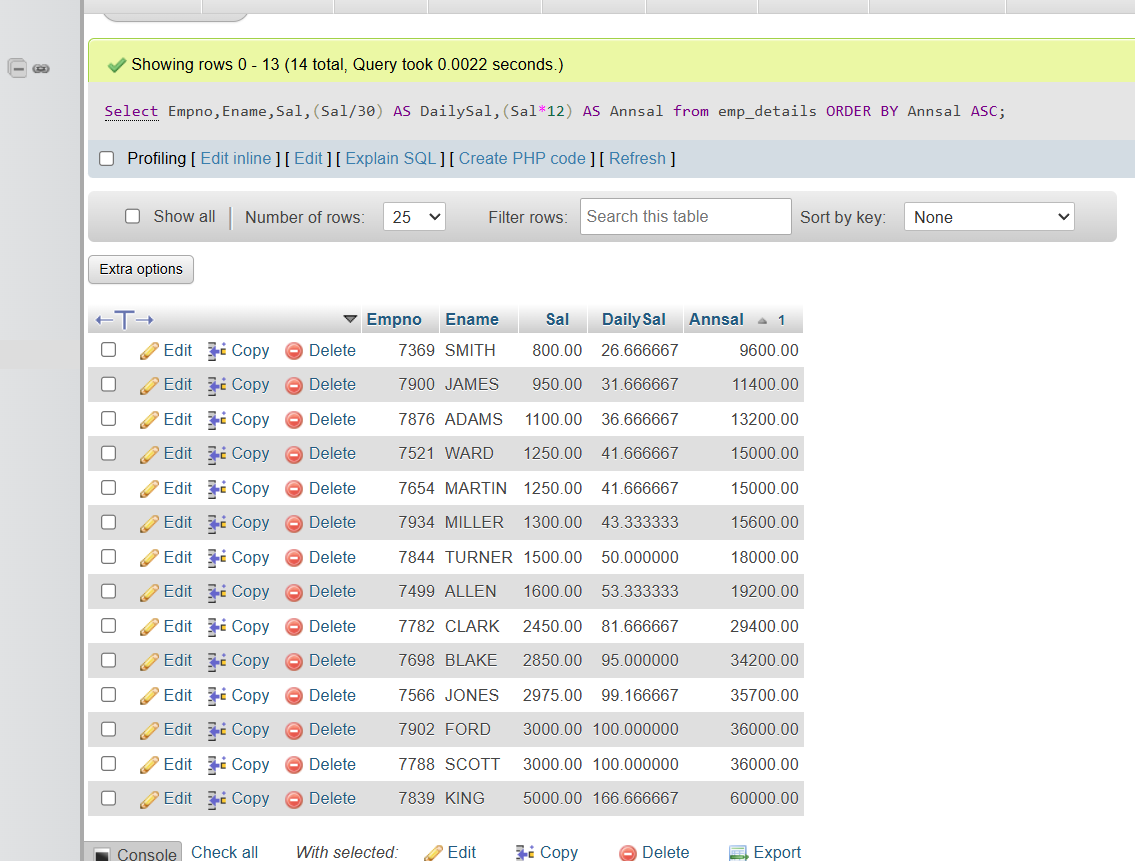 Showing rows 0 - 13 (14 total, Query took 0.0022 seconds.)
Select Empno,Ename,Sal,(Sal/30) AS DailySal,(Sal*12) AS Annsal from emp_details ORDER BY Annsal ASC;
Profiling [ Edit inline ] [ Edit ] [ Explain SQL ] [ Create PHP code ] [ Refresh ]
Show all Number of rows: 25 Filter rows: Search this table Sort by key: None
Extra options
Empno Ename Sal DailySal Annsal 1
Edit Copy Delete 7369 SMITH 800.00 26.666667 9600.00
Edit Copy Delete 7900 JAMES 950.00 31.666667 11400.00
Edit Copy Delete 7876 ADAMS 1100.00 36.666667 13200.00
Edit Copy Delete 7521 WARD 1250.00 41.666667 15000.00
Edit Copy Delete 7654 MARTIN 1250.00 41.666667 15000.00
Edit Copy Delete 7934 MILLER 1300.00 43.333333 15600.00
Edit Copy Delete 7844 TURNER 1500.00 50.000000 18000.00
Edit Copy Delete 7499 ALLEN 1600.00 53.333333 19200.00
Edit Copy Delete 7782 CLARK 2450.00 81.666667 29400.00
Edit Copy Delete 7698 BLAKE 2850.00 95.000000 34200.00
Edit Copy Delete 7566 JONES 2975.00 99.166667 35700.00
Edit Copy Delete 7902 FORD 3000.00 100.000000 36000.00
Edit Copy Delete 7788 SCOTT 3000.00 100.000000 36000.00
Edit Copy Delete 7839 KING 5000.00 166.666667 60000.00
Console Check all With selected: Edit Copy Delete Export